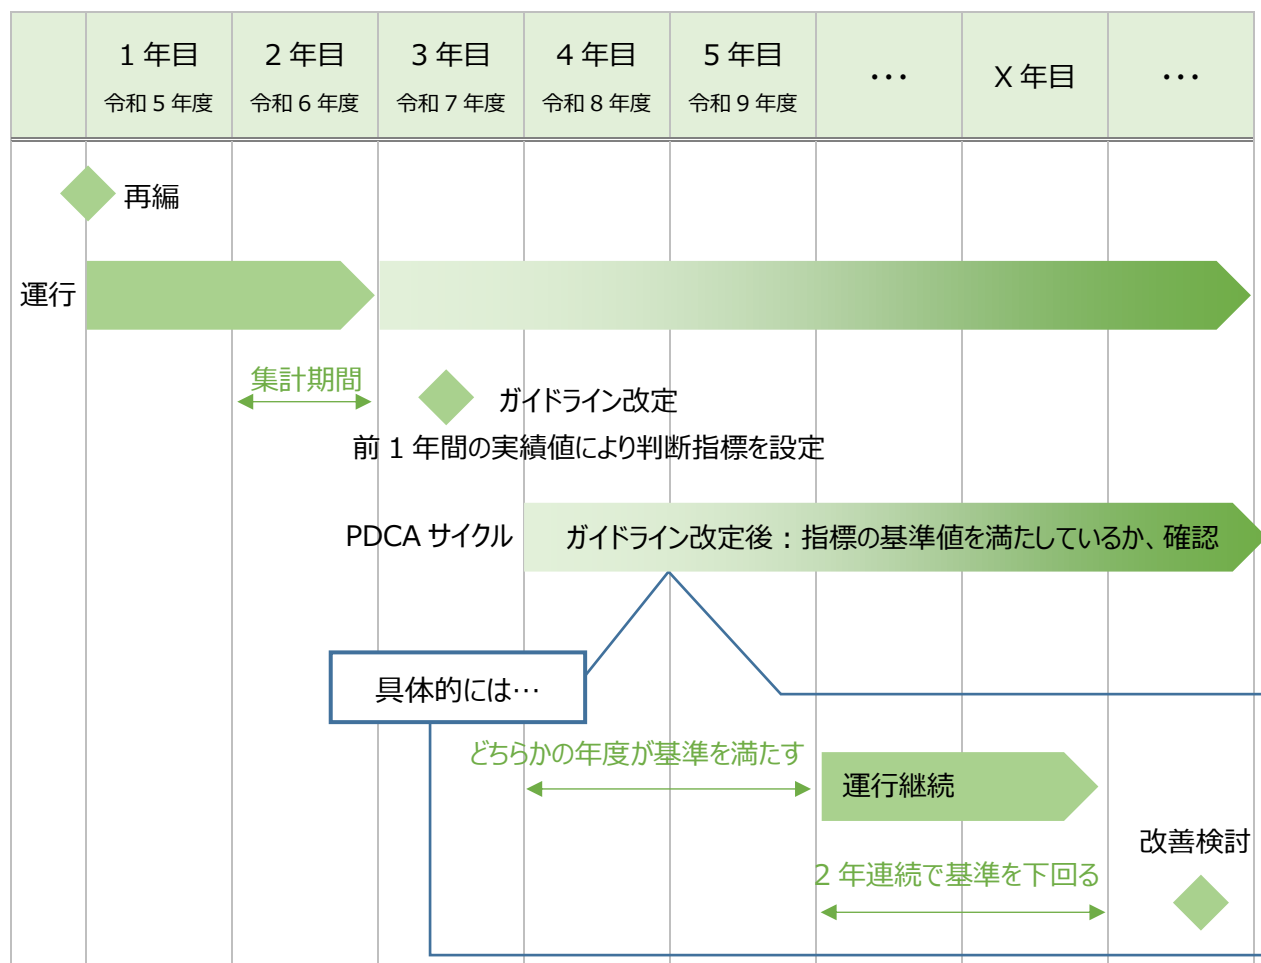 1 年目
2 年目
3 年目
4 年目
5 年目
･･･
X 年目
･･･
令和 5 年度
令和 6 年度
令和 7 年度
令和 8 年度
令和 9 年度
再編
運行
集計期間
ガイドライン改定
前 1 年間の実績値により判断指標を設定
PDCA サイクル
ガイドライン改定後：指標の基準値を満たしているか、確認
具体的には…
どちらかの年度が基準を満たす
運行継続
改善検討
2 年連続で基準を下回る